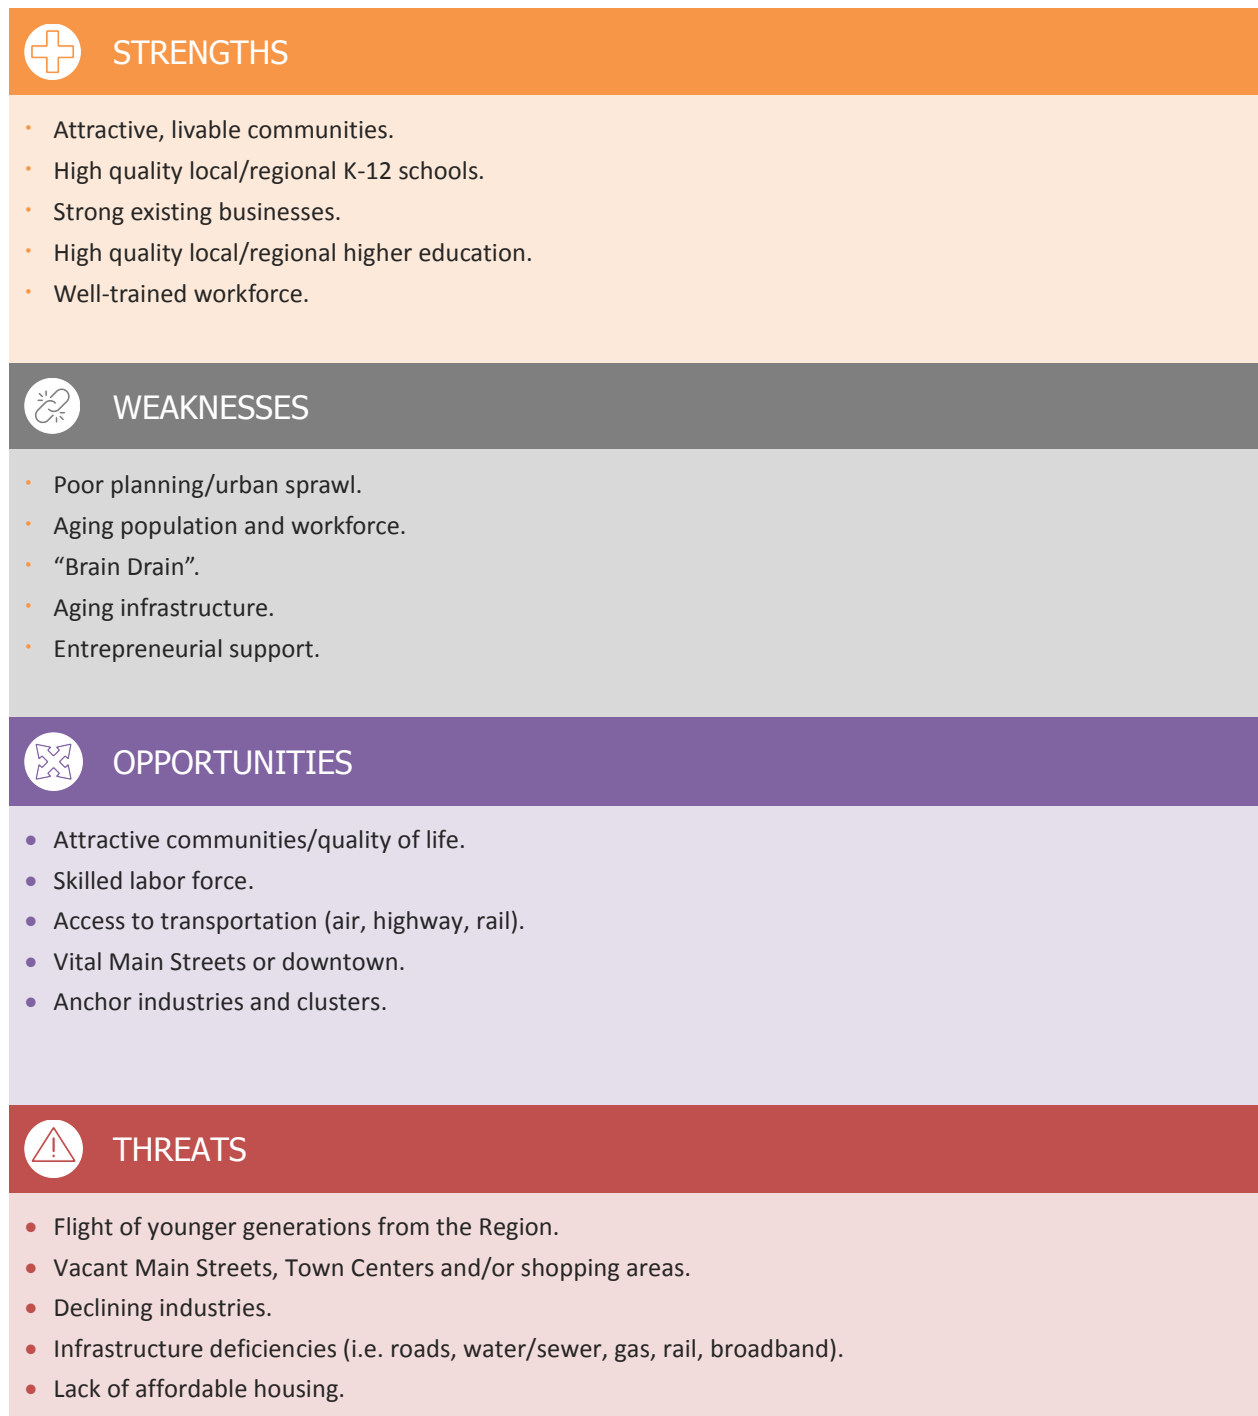 STRENGTHS
· Attractive, livable communities.
· High quality local/regional K-12 schools.
· Strong existing businesses.
· High quality local/regional higher education.
· Well-trained workforce.
WEAKNESSES
· Poor planning/urban sprawl.
· Aging population and workforce.
· “Brain Drain”.
· Aging infrastructure.
· Entrepreneurial support.
OPPORTUNITIES
• Attractive communities/quality of life.
• Skilled labor force.
• Access to transportation (air, highway, rail).
• Vital Main Streets or downtown.
• Anchor industries and clusters.
THREATS
• Flight of younger generations from the Region.
• Vacant Main Streets, Town Centers and/or shopping areas.
• Declining industries.
• Infrastructure deficiencies (i.e. roads, water/sewer, gas, rail, broadband).
• Lack of affordable housing.